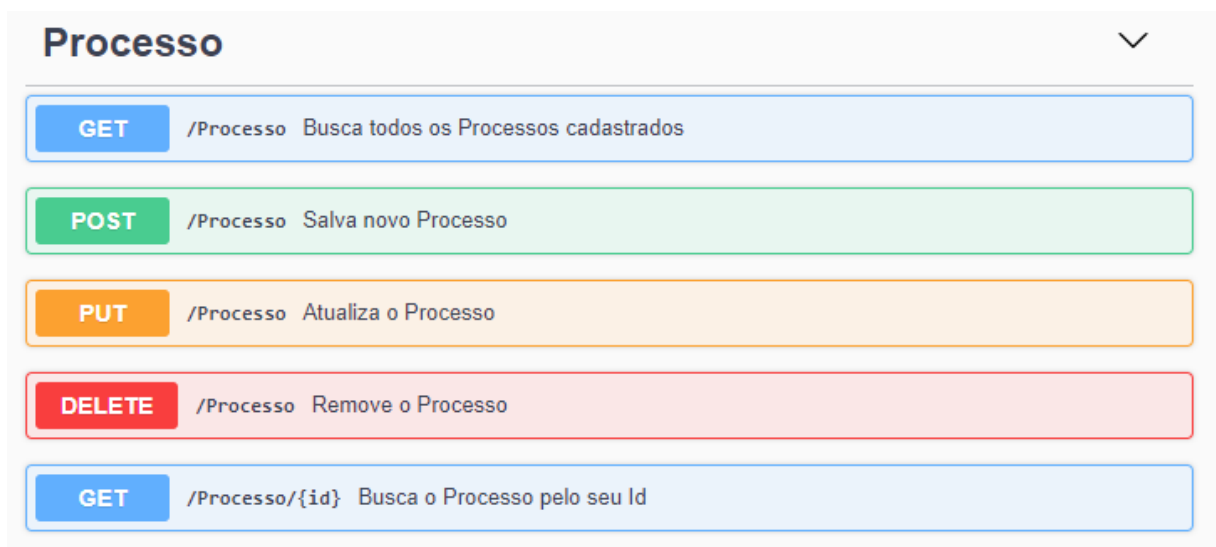 Processo
GET /Processo Busca todos os Processos cadastrados
POST /Processo Salva novo Processo
PUT /Processo Atualiza o Processo
DELETE /Processo Remove o Processo
GET /Processo/{id} Busca o Processo pelo seu Id